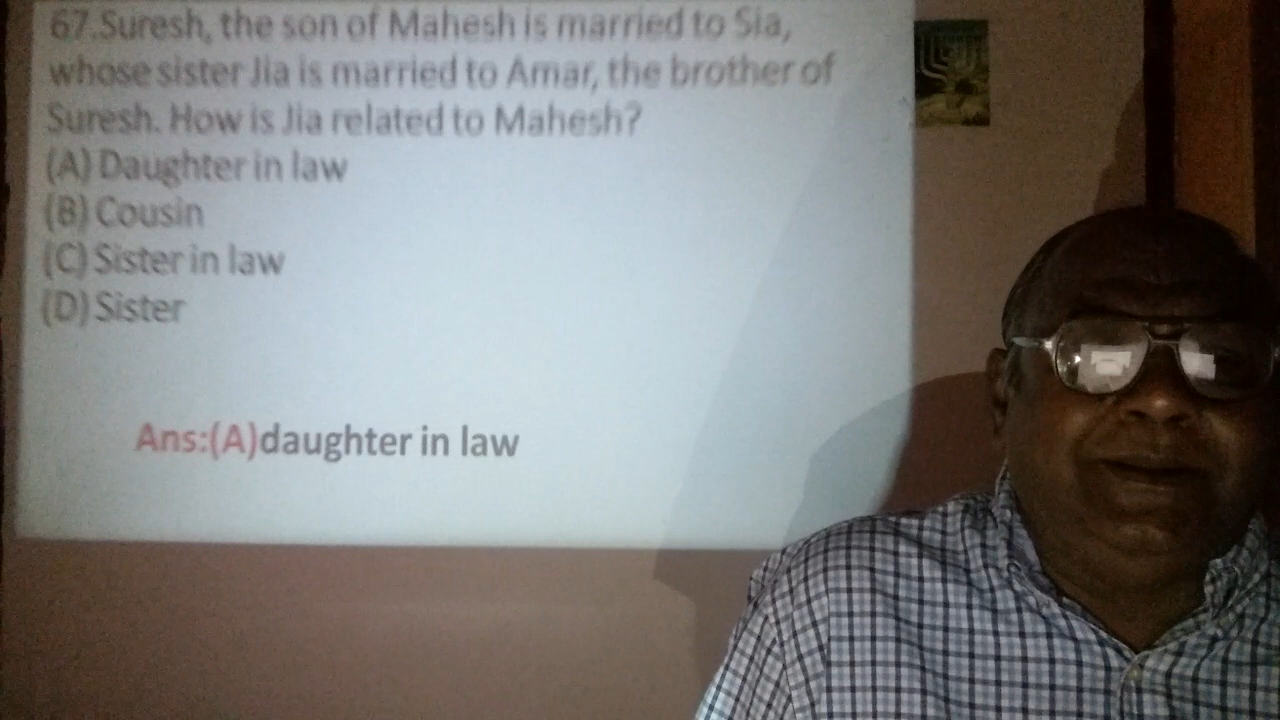 67.Suresh, the son of Mahesh is married to Sia,
whose sister Jia is married to Amar, the brother of
Suresh. How is Jia related to Mahesh?
(A) Daughter in law
(B) Cousin
(C) Sister in law
(D) Sister
Ans:(A)daughter in law